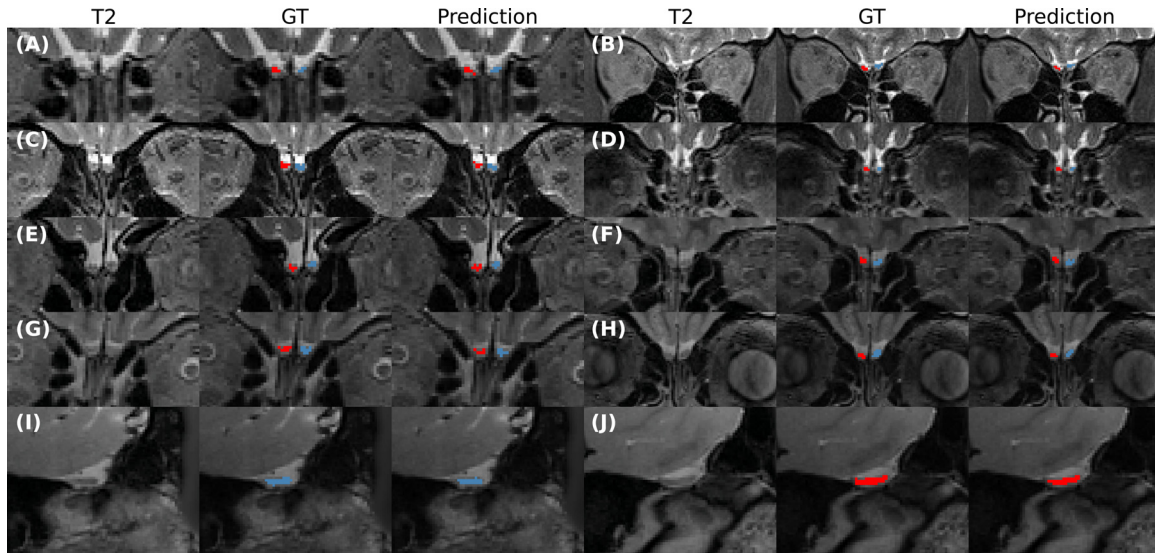 T2 GT Prediction T2 GT Prediction
(A) (B)
(C) (D)
(E) (F)
(G) (H)
(I) (J)